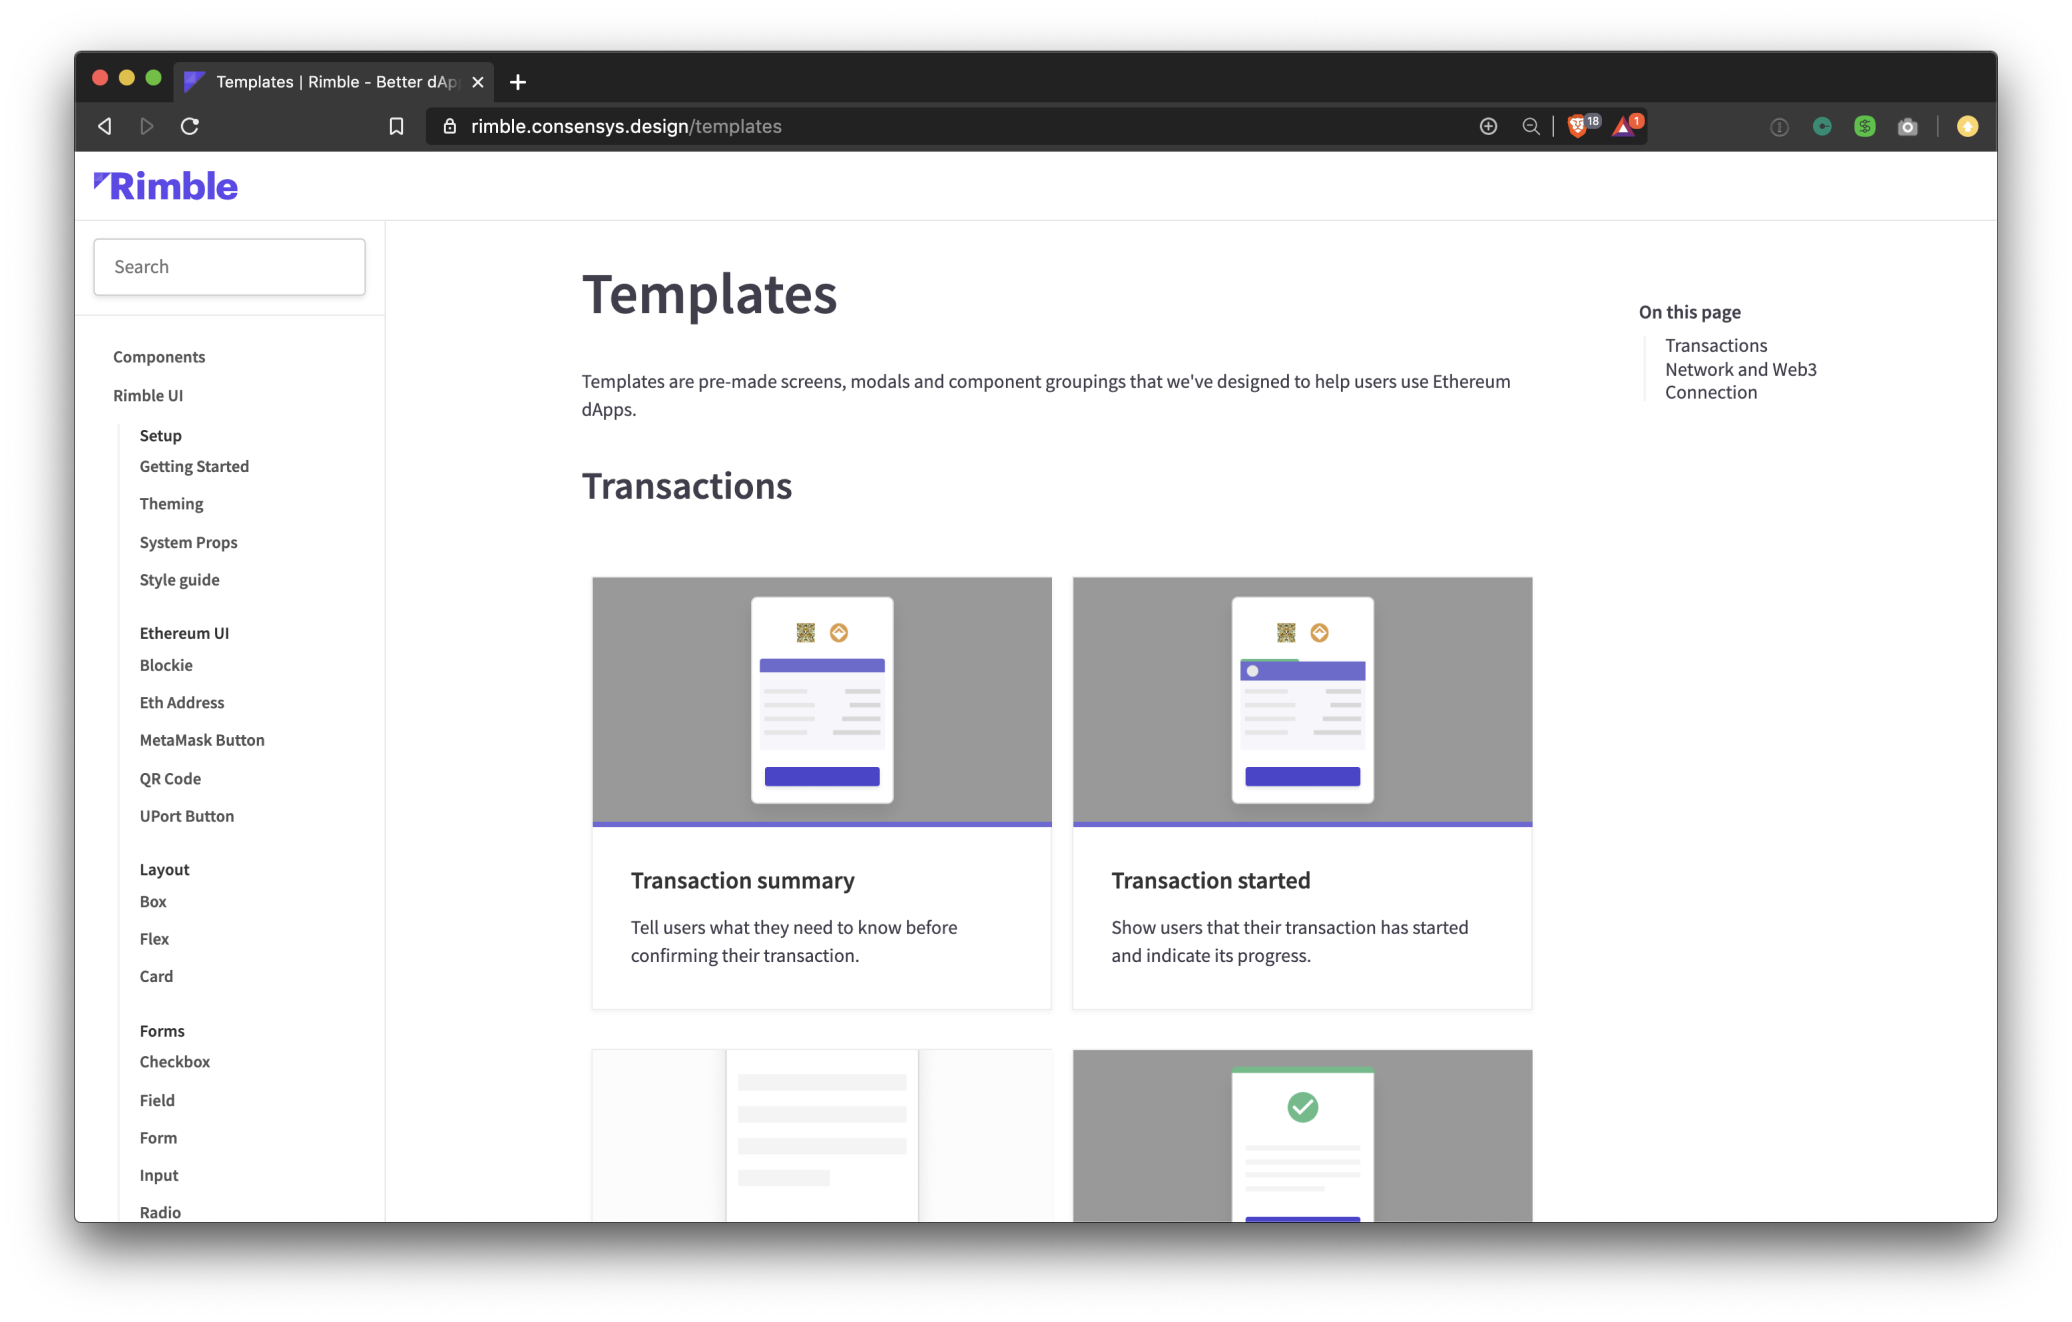 Templates | Rimble - Better dAp
rimble.consensys.design/templates
18
1
Rimble
Search
Components
Rimble UI
Setup
Getting Started
Theming
System Props
Style guide
Ethereum UI
Blockie
Eth Address
MetaMask Button
QR Code
UPort Button
Layout
Box
Flex
Card
Forms
Checkbox
Field
Form
Input
Radio
Templates
Templates are pre-made screens, modals and component groupings that we've designed to help users use Ethereum
dApps.
Transactions
Transaction summary
Tell users what they need to know before
confirming their transaction.
Transaction started
Show users that their transaction has started
and indicate its progress.
On this page
Transactions
Network and Web3
Connection